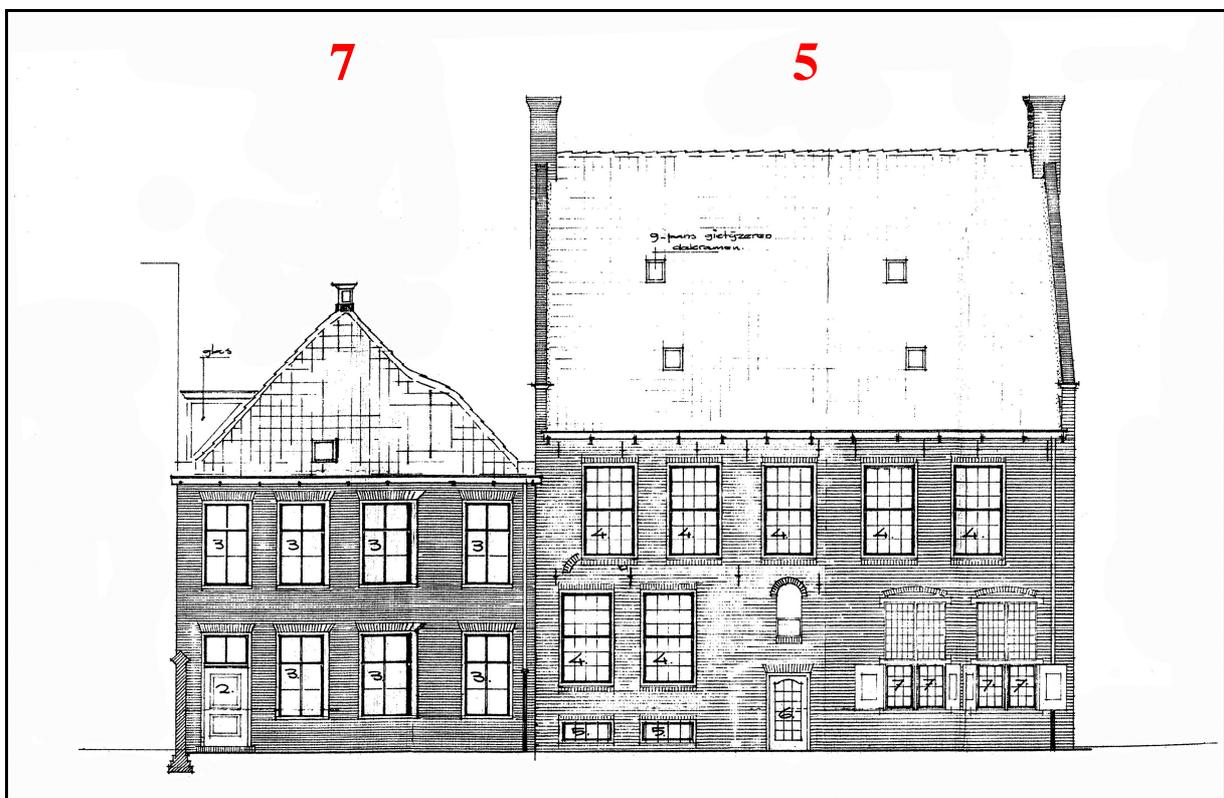 7 5
9-ruits gietijzeren
dakramen.
glas
3 3 3 3
4. 4. 4. 4. 4.
2. 3. 3. 3.
4. 4.
7 7. 7 7.
6.
5. 5.